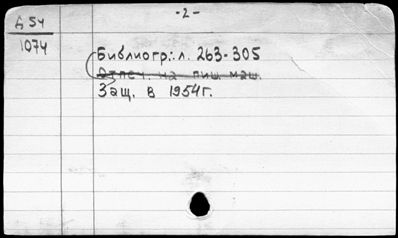 -2-
Д 54
1074
Библиогр.: л. 263-305
Отпеч. на пиш. маш.
Защ. в 1954г.